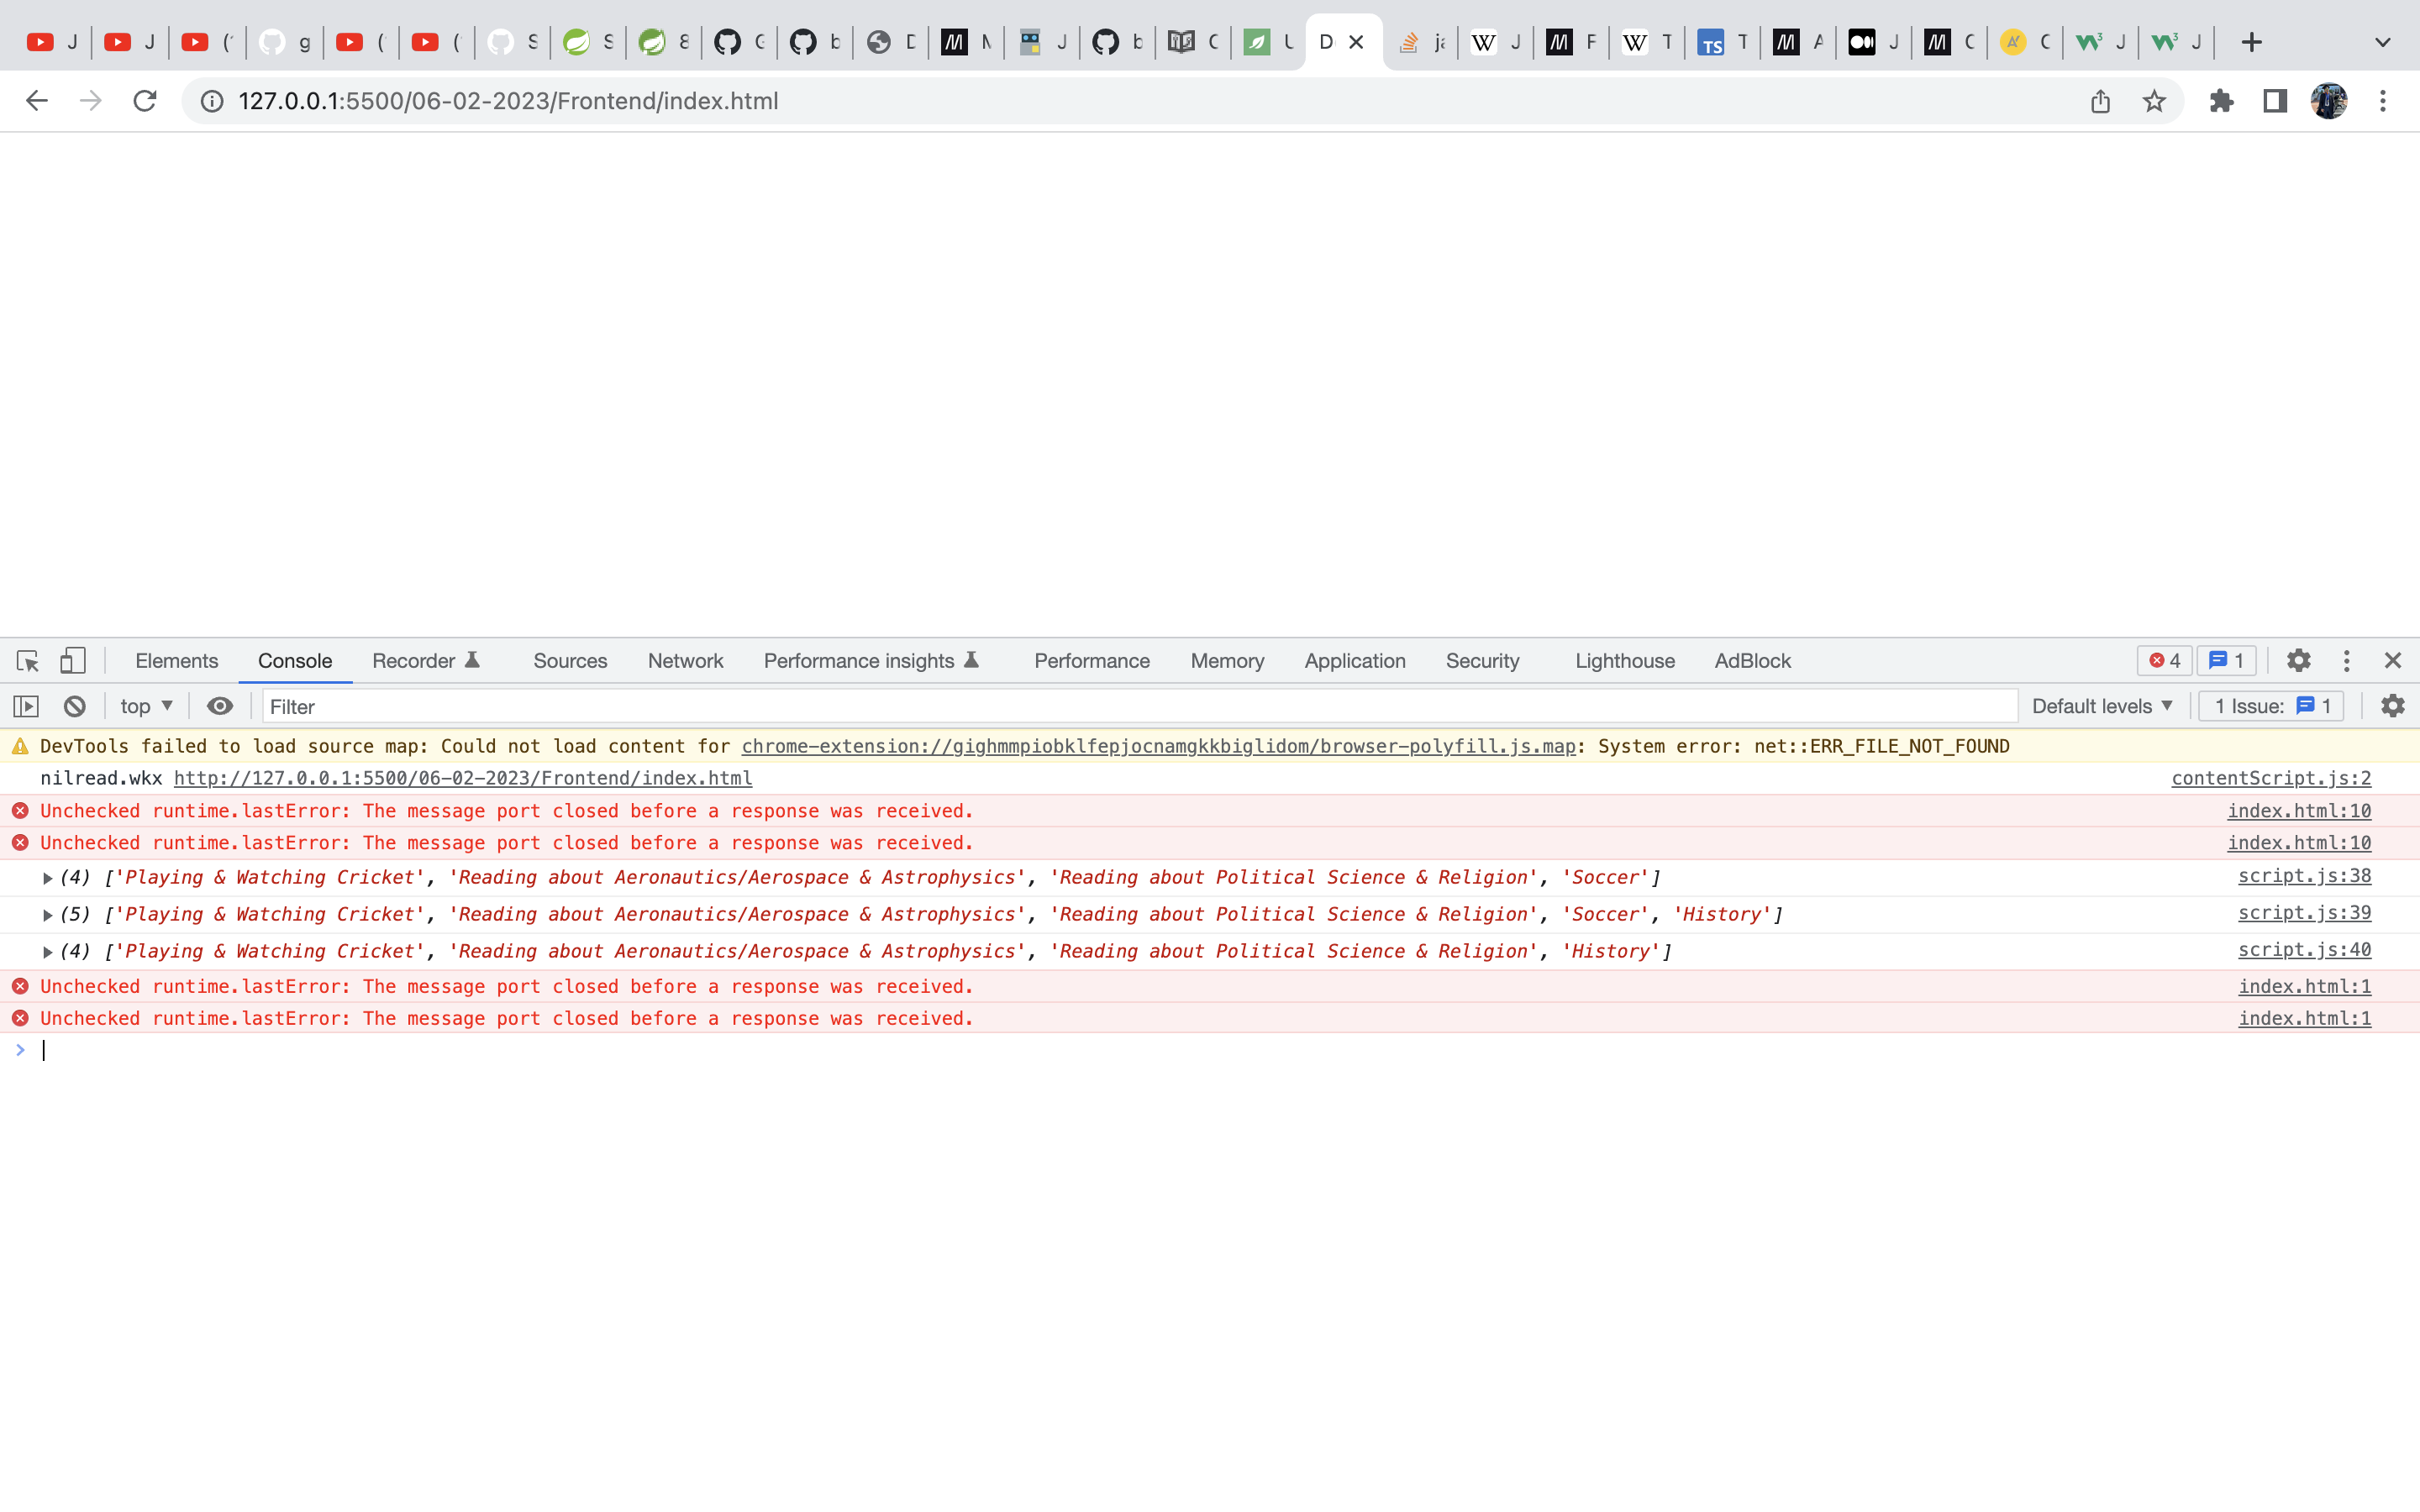 J J (' g ( ( S S 8 G b D M J b C U D ja J F T T A J C C J J
127.0.0.1:5500/06-02-2023/Frontend/index.html
Elements Console Recorder Sources Network Performance insights Performance Memory Application Security Lighthouse AdBlock 4 1
top Filter Default levels 1 Issue: 1
DevTools failed to load source map: Could not load content for chrome-extension://gighmmpiobklfepjocnamgkkbiglidom/browser-polyfill.js.map: System error: net::ERR_FILE_NOT_FOUND
nilread.wkx http://127.0.0.1:5500/06-02-2023/Frontend/index.html contentScript.js:2
Unchecked runtime.lastError: The message port closed before a response was received. index.html:10
Unchecked runtime.lastError: The message port closed before a response was received. index.html:10
(4) ['Playing & Watching Cricket', 'Reading about Aeronautics/Aerospace & Astrophysics', 'Reading about Political Science & Religion', 'Soccer'] script.js:38
(5) ['Playing & Watching Cricket', 'Reading about Aeronautics/Aerospace & Astrophysics', 'Reading about Political Science & Religion', 'Soccer', 'History'] script.js:39
(4) ['Playing & Watching Cricket', 'Reading about Aeronautics/Aerospace & Astrophysics', 'Reading about Political Science & Religion', 'History'] script.js:40
Unchecked runtime.lastError: The message port closed before a response was received. index.html:1
Unchecked runtime.lastError: The message port closed before a response was received. index.html:1